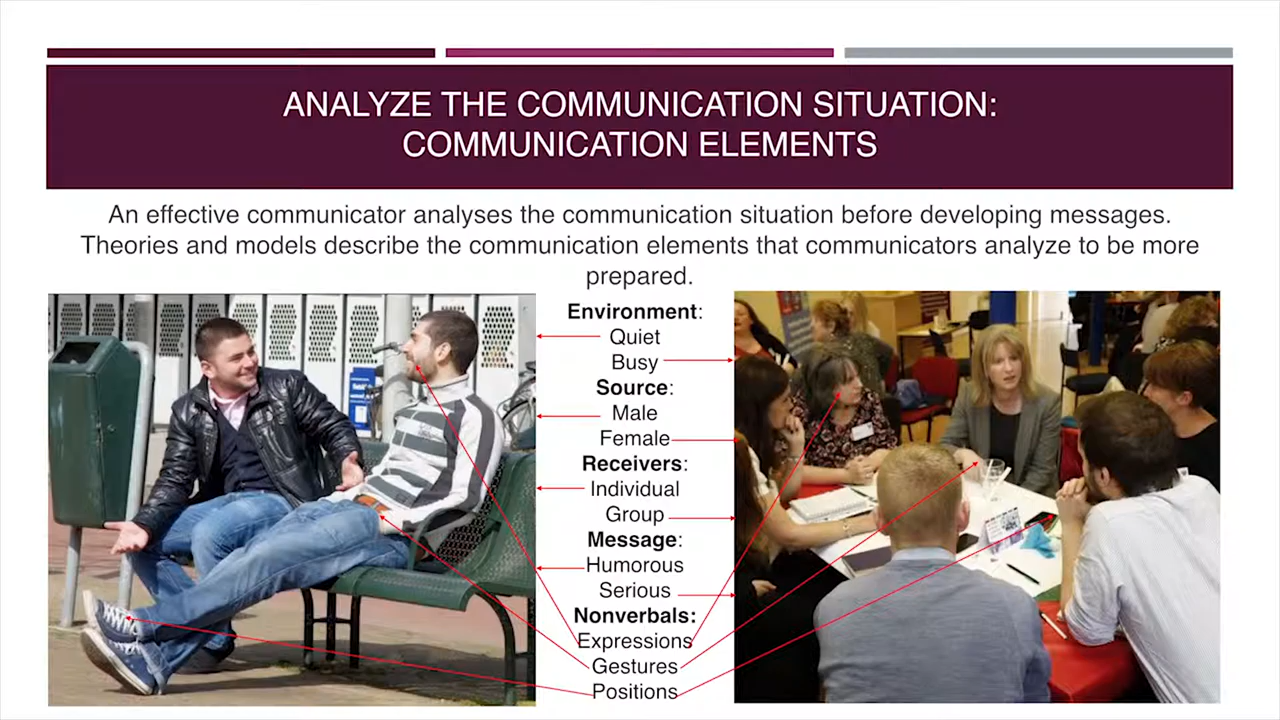 ANALYZE THE COMMUNICATION SITUATION:
COMMUNICATION ELEMENTS
An effective communicator analyses the communication situation before developing messages.
Theories and models describe the communication elements that communicators analyze to be more
prepared.
Environment:
Quiet
Busy
Source:
Male
Female
Receivers:
Individual
Group
Message:
Humorous
Serious
Nonverbals:
Expressions
Gestures
Positions